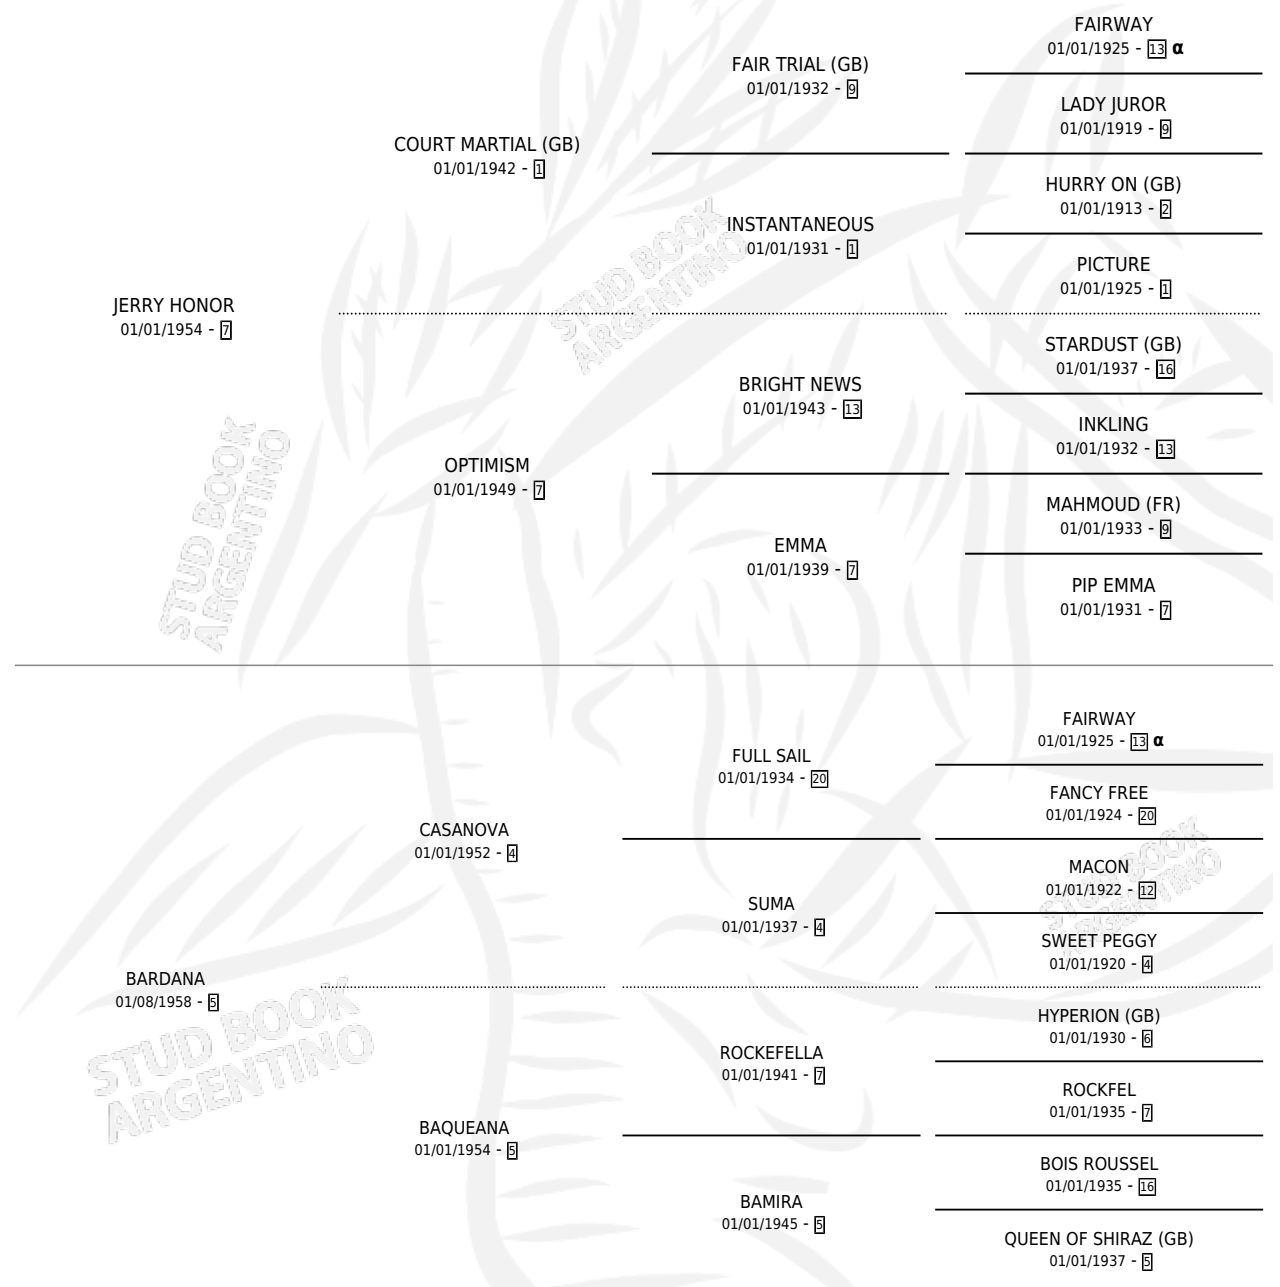 FAIRWAY
01/01/1925 - 13 α
FAIR TRIAL (GB)
01/01/1932 - 9
LADY JUROR
01/01/1919 - 9
COURT MARTIAL (GB)
01/01/1942 - 1
HURRY ON (GB)
01/01/1913 - 2
INSTANTANEOUS
01/01/1931 - 1
PICTURE
01/01/1925 - 1
JERRY HONOR
01/01/1954 - 7
STARDUST (GB)
01/01/1937 - 16
BRIGHT NEWS
01/01/1943 - 13
INKLING
01/01/1932 - 13
OPTIMISM
01/01/1949 - 7
MAHMOUD (FR)
01/01/1933 - 9
EMMA
01/01/1939 - 7
PIP EMMA
01/01/1931 - 7
FAIRWAY
01/01/1925 - 13 α
FULL SAIL
01/01/1934 - 20
FANCY FREE
01/01/1924 - 20
CASANOVA
01/01/1952 - 4
MACON
01/01/1922 - 12
SUMA
01/01/1937 - 4
SWEET PEGGY
01/01/1920 - 4
BARDANA
01/08/1958 - 5
HYPERION (GB)
01/01/1930 - 6
ROCKEFELLA
01/01/1941 - 7
ROCKFEL
01/01/1935 - 7
BAQUEANA
01/01/1954 - 5
BOIS ROUSSEL
01/01/1935 - 16
BAMIRA
01/01/1945 - 5
QUEEN OF SHIRAZ (GB)
01/01/1937 - 5
STUD BOOK
ARGENTINO
STUD BOOK
ARGENTINO
STUD BOOK
ARGENTINO
STUD BOOK
ARGENTINO